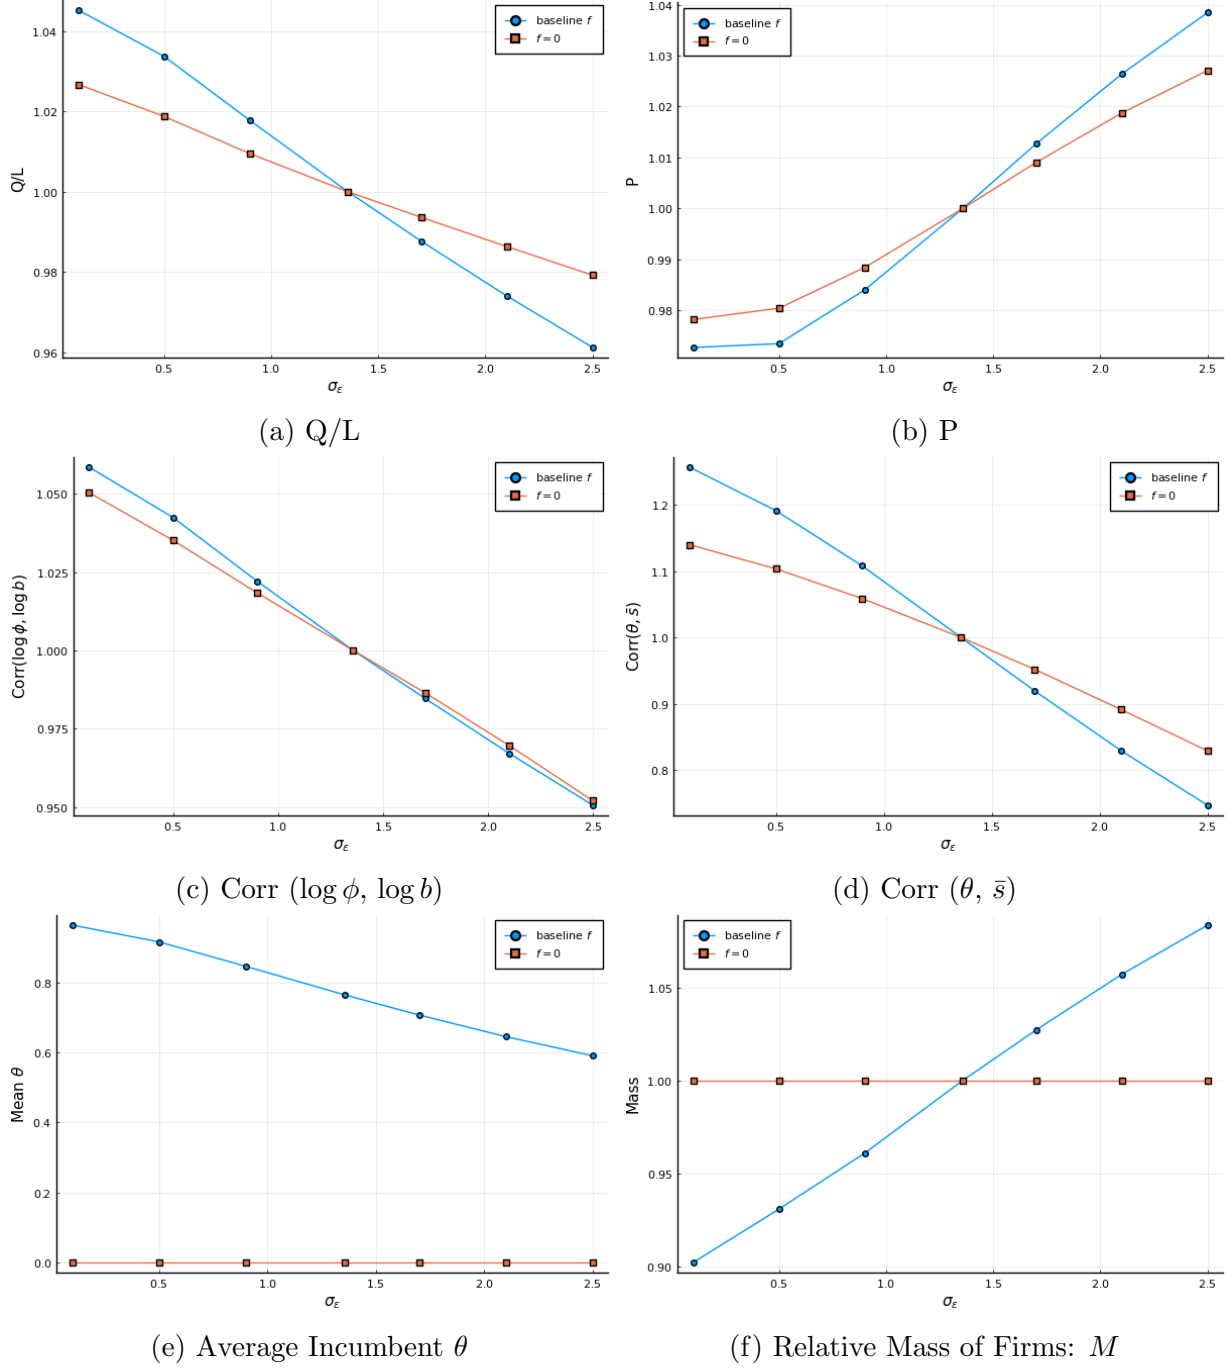 1.04
1.02
1.00
0.98
0.96
Q/L
baseline f
f = 0
0.5 1.0 1.5 2.0 2.5
σε
(a) Q/L
1.04
1.03
1.02
1.01
1.00
0.99
0.98
P
baseline f
f = 0
0.5 1.0 1.5 2.0 2.5
σε
(b) P
1.050
1.025
1.000
0.975
0.950
Corr(log ϕ, log b)
baseline f
f = 0
0.5 1.0 1.5 2.0 2.5
σε
(c) Corr (log ϕ, log b)
1.2
1.1
1.0
0.9
0.8
Corr(θ, s̄)
baseline f
f = 0
0.5 1.0 1.5 2.0 2.5
σε
(d) Corr (θ, s̄)
0.8
0.6
0.4
0.2
0.0
Mean θ
baseline f
f = 0
0.5 1.0 1.5 2.0 2.5
σε
(e) Average Incumbent θ
1.05
1.00
0.95
0.90
Mass
baseline f
f = 0
0.5 1.0 1.5 2.0 2.5
σε
(f) Relative Mass of Firms: M